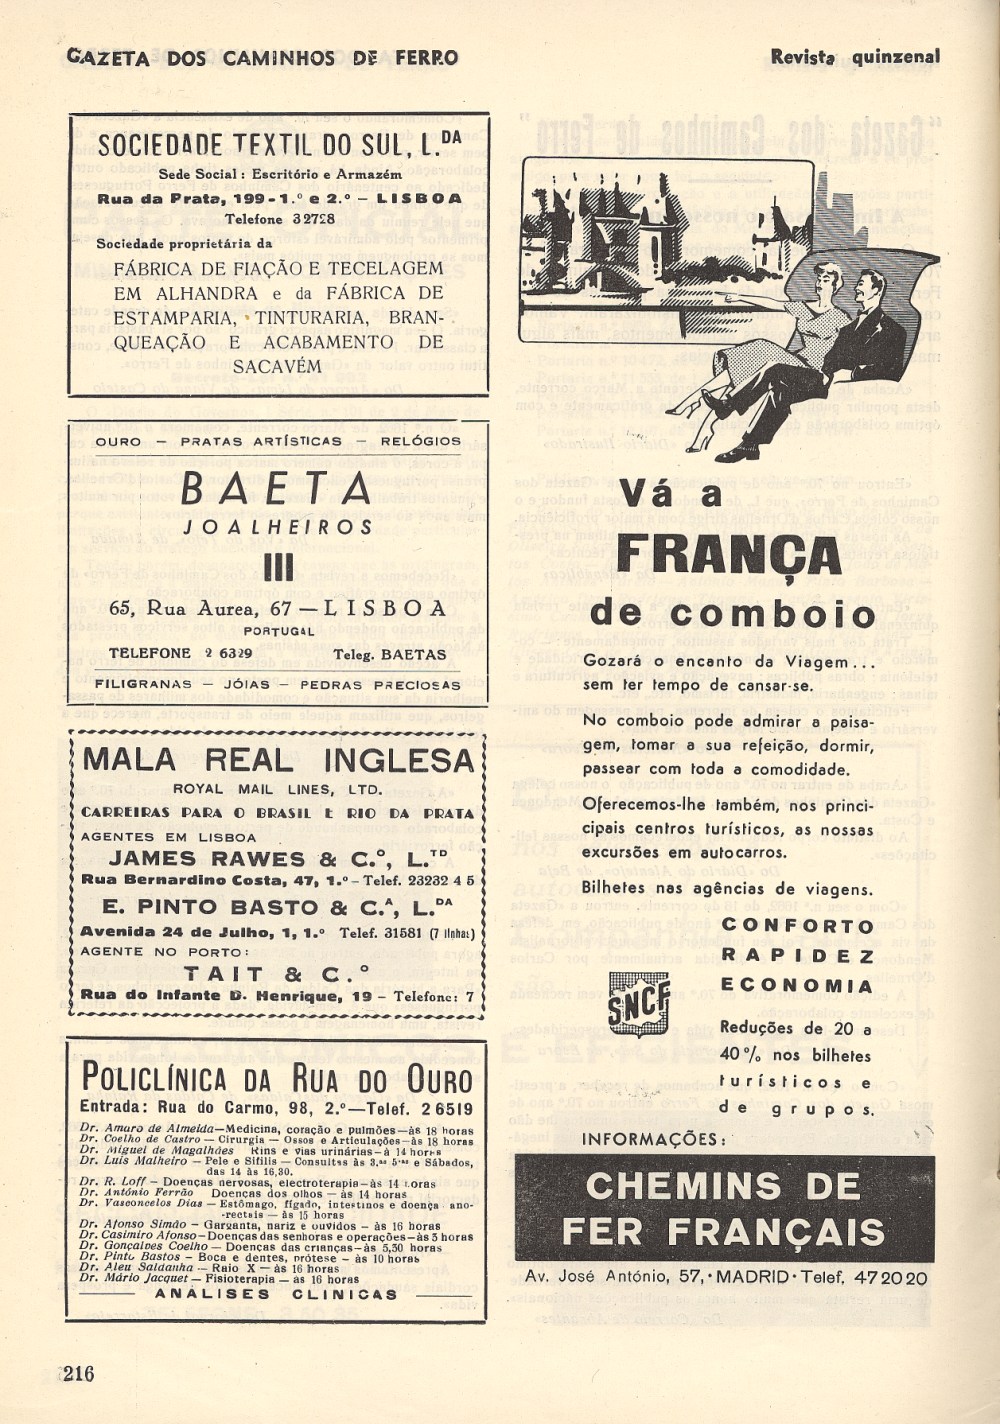 GAZETA DOS CAMINHOS DE FERRO
Revista quinzenal
SOCIEDADE TEXTIL DO SUL, L.DA
Sede Social: Escritório e Armazém
Rua da Prata, 199-1.º e 2.º - LISBOA
Telefone 32728
Sociedade proprietária da
FÁBRICA DE FIAÇÃO E TECELAGEM
EM ALHANDRA e da FÁBRICA DE
ESTAMPARIA, TINTURARIA, BRAN-
QUEAÇÃO E ACABAMENTO DE
SACAVÉM
OURO — PRATAS ARTÍSTICAS — RELÓGIOS
BAETA
JOALHEIROS
III
65, Rua Aurea, 67 — LISBOA
PORTUGAL
TELEFONE 2 6329 Teleg. BAETAS
FILIGRANAS — JÓIAS — PEDRAS PRECIOSAS
MALA REAL INGLESA
ROYAL MAIL LINES, LTD.
CARREIRAS PARA O BRASIL E RIO DA PRATA
AGENTES EM LISBOA
JAMES RAWES & C.º, L.TD
Rua Bernardino Costa, 47, 1.º - Telef. 23232 4 5
E. PINTO BASTO & C.ª, L.DA
Avenida 24 de Julho, 1, 1.º Telef. 31581 (7 linhas)
AGENTE NO PORTO:
TAIT & C.º
Rua do Infante D. Henrique, 19 - Telefone: 7
POLICLÍNICA DA RUA DO OURO
Entrada: Rua do Carmo, 98, 2.º — Telef. 2 6519
Dr. Amaro de Almeida — Medicina, coração e pulmões — às 18 horas
Dr. Coelho de Castro — Cirurgia — Ossos e Articulações — às 18 horas
Dr. Miguel de Magalhães Rins e vias urinárias — à 14 horas
Dr. Luís Malheiro — Pele e Sífilis — Consultas às 3.as 5.as e Sábados,
das 14 às 16,30.
Dr. R. Loff — Doenças nervosas, electroterapia — às 14 horas
Dr. António Ferrão Doenças dos olhos — às 14 horas
Dr. Vasconcelos Dias — Estômago, fígado, intestinos e doença ano-
-rectais — às 15 horas
Dr. Afonso Simão — Garganta, nariz e ouvidos — às 16 horas
Dr. Casimiro Afonso — Doenças das senhoras e operações — às 5 horas
Dr. Gonçalves Coelho — Doenças das crianças — às 5,30 horas
Dr. Pinto Bastos — Boca e dentes, prótese — às 10 horas
Dr. Aleu Saldanha — Raio X — às 16 horas
Dr. Mário Jacquet — Fisioterapia — às 16 horas
ANÁLISES CLINICAS
Vá a
FRANÇA
de comboio
Gozará o encanto da Viagem...
sem ter tempo de cansar-se.
No comboio pode admirar a paisa-
gem, tomar a sua refeição, dormir,
passear com toda a comodidade.
Oferecemos-lhe também, nos princi-
cipais centros turísticos, as nossas
excursões em autocarros.
Bilhetes nas agências de viagens.
CONFORTO
RAPIDEZ
ECONOMIA
SNCF
Reduções de 20 a
40% nos bilhetes
turísticos e
de grupos.
INFORMAÇÕES:
CHEMINS DE
FER FRANÇAIS
Av. José António, 57, · MADRID · Telef, 47 20 20
216